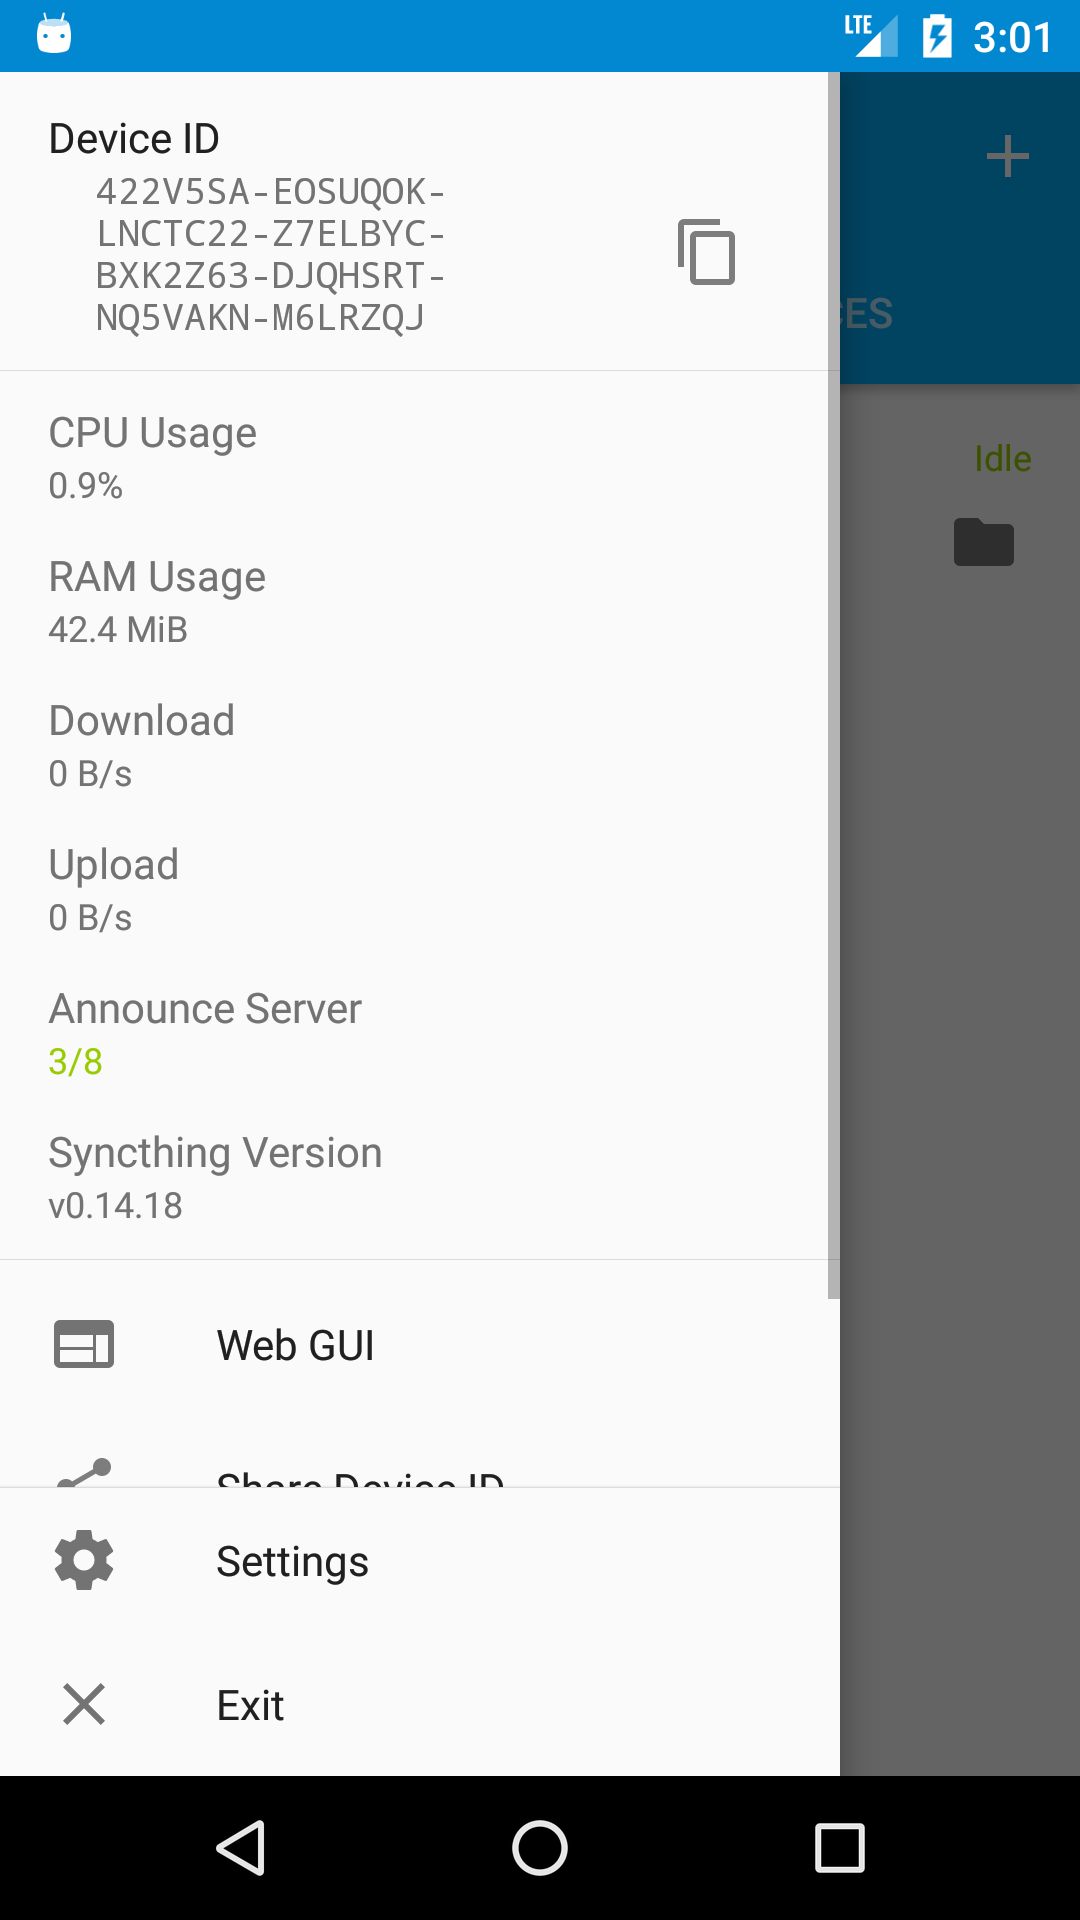 LTE 3:01
Device ID
422V5SA-EOSUQOK-
LNCTC22-Z7ELBYC-
BXK2Z63-DJQHSRT-
NQ5VAKN-M6LRZQJ
CES
CPU Usage
0.9%
Idle
RAM Usage
42.4 MiB
Download
0 B/s
Upload
0 B/s
Announce Server
3/8
Syncthing Version
v0.14.18
Web GUI
Share Device ID
Settings
Exit